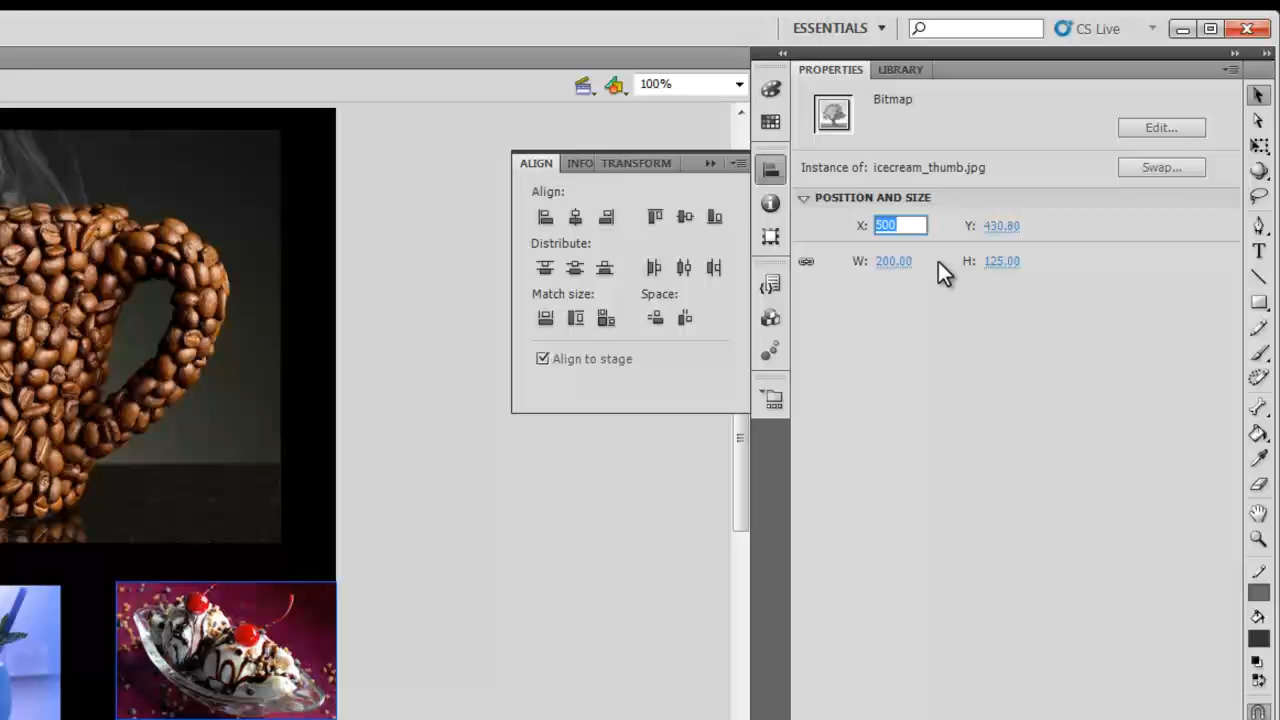 ESSENTIALS
CS Live
100%
PROPERTIES LIBRARY
Bitmap
Edit...
Instance of: icecream_thumb.jpg Swap...
POSITION AND SIZE
X: 500 Y: 430.80
W: 200.00 H: 125.00
ALIGN INFO TRANSFORM
Align:
Distribute:
Match size: Space:
Align to stage